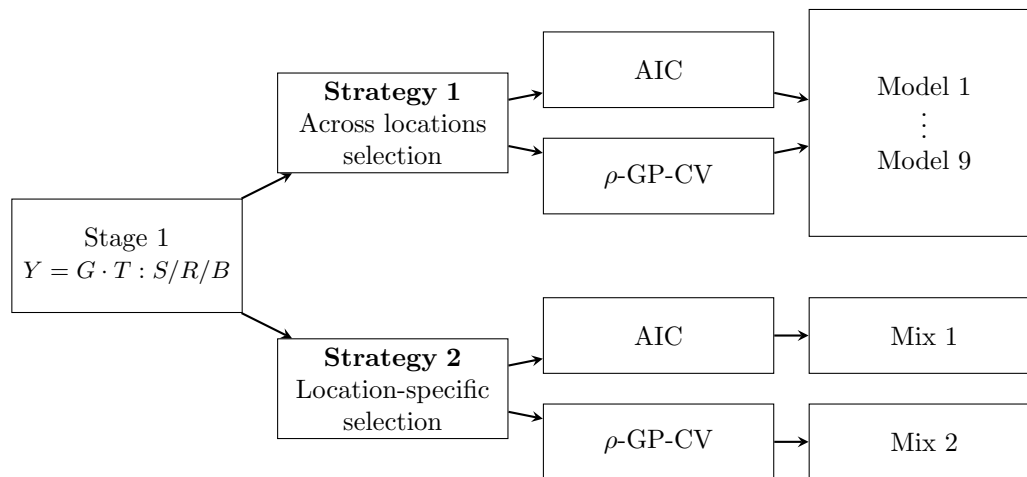 Stage 1
Y = G · T : S/R/B
Strategy 1
Across locations
selection
AIC
ρ-GP-CV
Model 1
⋮
Model 9
Strategy 2
Location-specific
selection
AIC
ρ-GP-CV
Mix 1
Mix 2